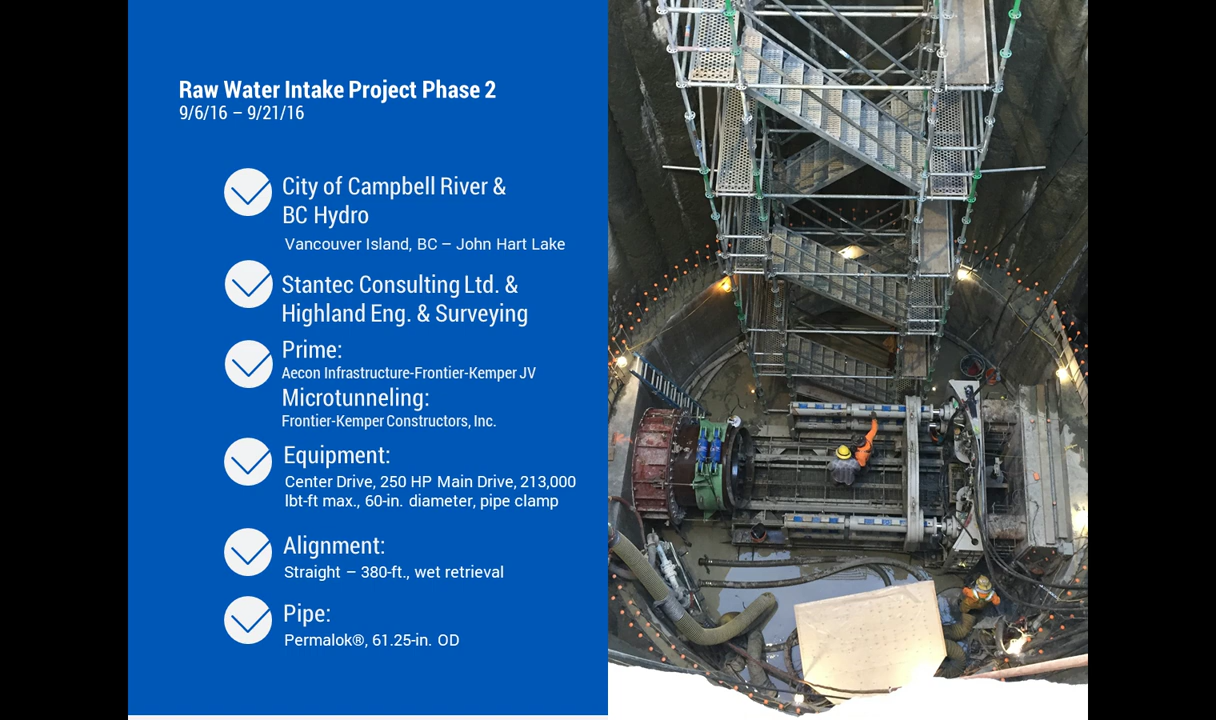 Raw Water Intake Project Phase 2
9/6/16 – 9/21/16
City of Campbell River &
BC Hydro
Vancouver Island, BC – John Hart Lake
Stantec Consulting Ltd. &
Highland Eng. & Surveying
Prime:
Aecon Infrastructure-Frontier-Kemper JV
Microtunneling:
Frontier-Kemper Constructors, Inc.
Equipment:
Center Drive, 250 HP Main Drive, 213,000
lbt-ft max., 60-in. diameter, pipe clamp
Alignment:
Straight – 380-ft., wet retrieval
Pipe:
Permalok®, 61.25-in. OD